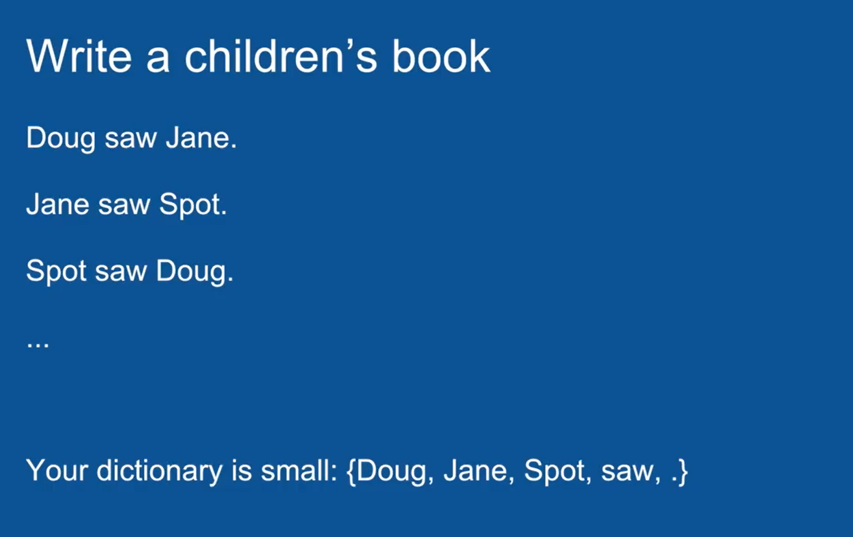 Write a children’s book
Doug saw Jane.
Jane saw Spot.
Spot saw Doug.
...
Your dictionary is small: {Doug, Jane, Spot, saw, .}